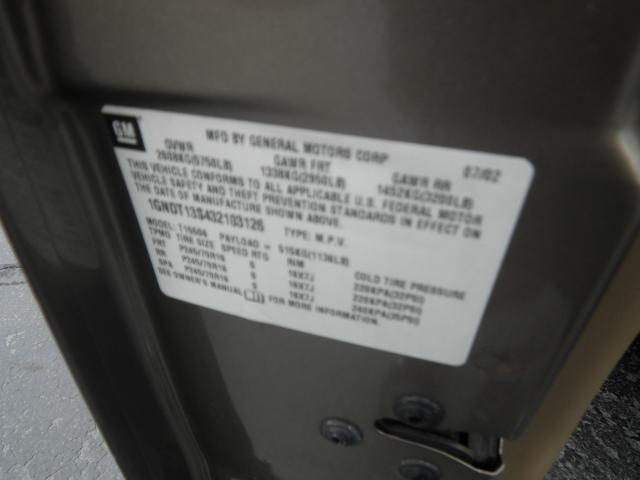 GM MFD BY GENERAL MOTORS CORP 07/02
GVWR GAWR FRT GAWR RR
2608KG(5750LB) 1338KG(2950LB) 1452KG(3200LB)
THIS VEHICLE CONFORMS TO ALL APPLICABLE U.S. FEDERAL MOTOR
VEHICLE SAFETY AND THEFT PREVENTION STANDARDS IN EFFECT ON
THE DATE OF MANUFACTURE SHOWN ABOVE.
1GNDT13S432103126 TYPE: M.P.V.
MODEL: T15506 PAYLOAD = 515KG(1136LB)
TPMO TIRE SIZE SPEED RTG RIM COLD TIRE PRESSURE
FRT P245/70R16 S 16X7J 220KPA(32PSI)
RR P245/70R16 S 16X7J 220KPA(32PSI)
SPA P245/70R16 S 16X7J 240KPA(35PSI)
SEE OWNER'S MANUAL FOR MORE INFORMATION.